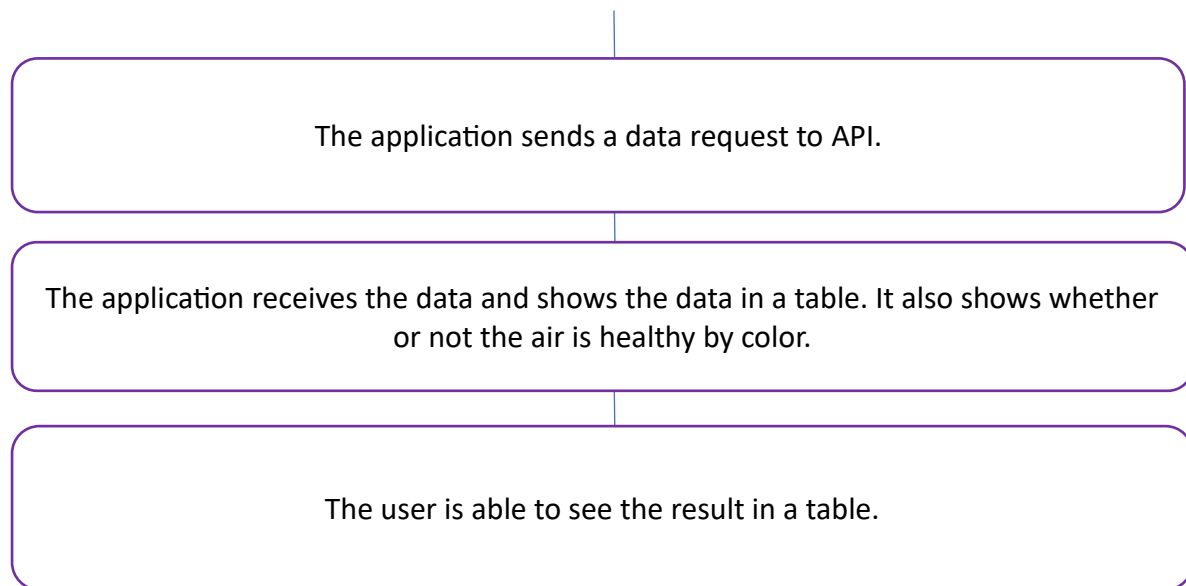 The application sends a data request to API.
The application receives the data and shows the data in a table. It also shows whether
or not the air is healthy by color.
The user is able to see the result in a table.